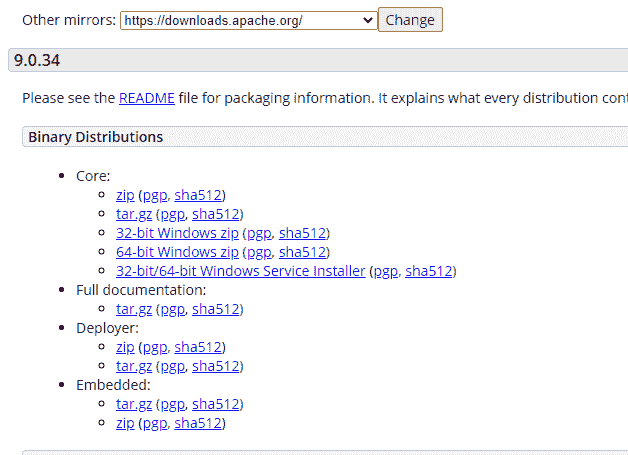 Other mirrors: https://downloads.apache.org/ Change
9.0.34
Please see the README file for packaging information. It explains what every distribution
Binary Distributions
Core:
zip (pgp, sha512)
tar.gz (pgp, sha512)
32-bit Windows zip (pgp, sha512)
64-bit Windows zip (pgp, sha512)
32-bit/64-bit Windows Service Installer (pgp, sha512)
Full documentation:
tar.gz (pgp, sha512)
Deployer:
zip (pgp, sha512)
tar.gz (pgp, sha512)
Embedded:
tar.gz (pgp, sha512)
zip (pgp, sha512)